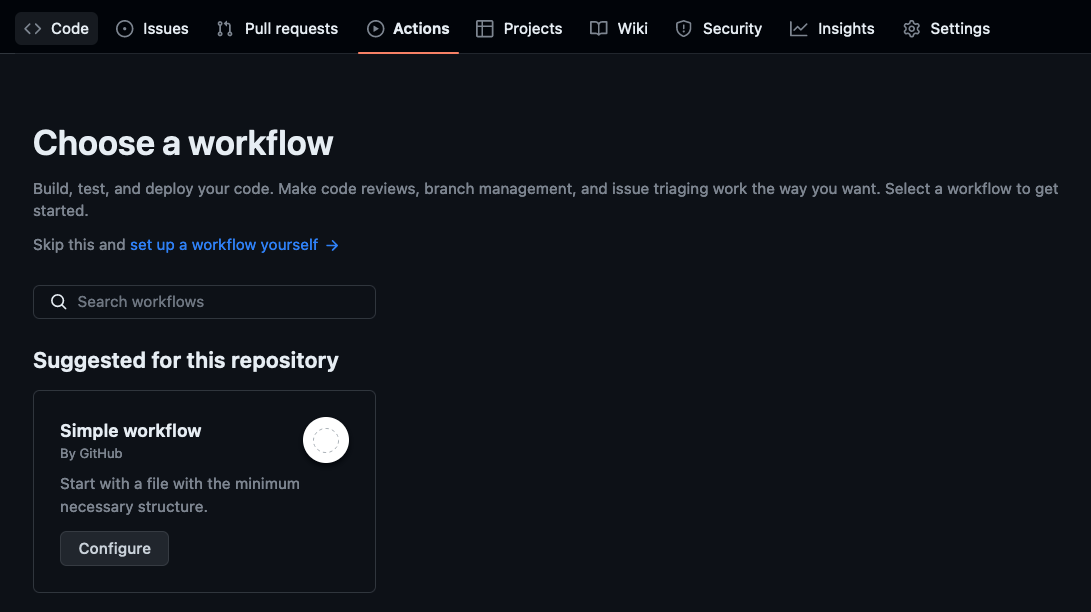 Code Issues Pull requests Actions Projects Wiki Security Insights Settings
Choose a workflow
Build, test, and deploy your code. Make code reviews, branch management, and issue triaging work the way you want. Select a workflow to get
started.
Skip this and set up a workflow yourself →
Search workflows
Suggested for this repository
Simple workflow
By GitHub
Start with a file with the minimum
necessary structure.
Configure